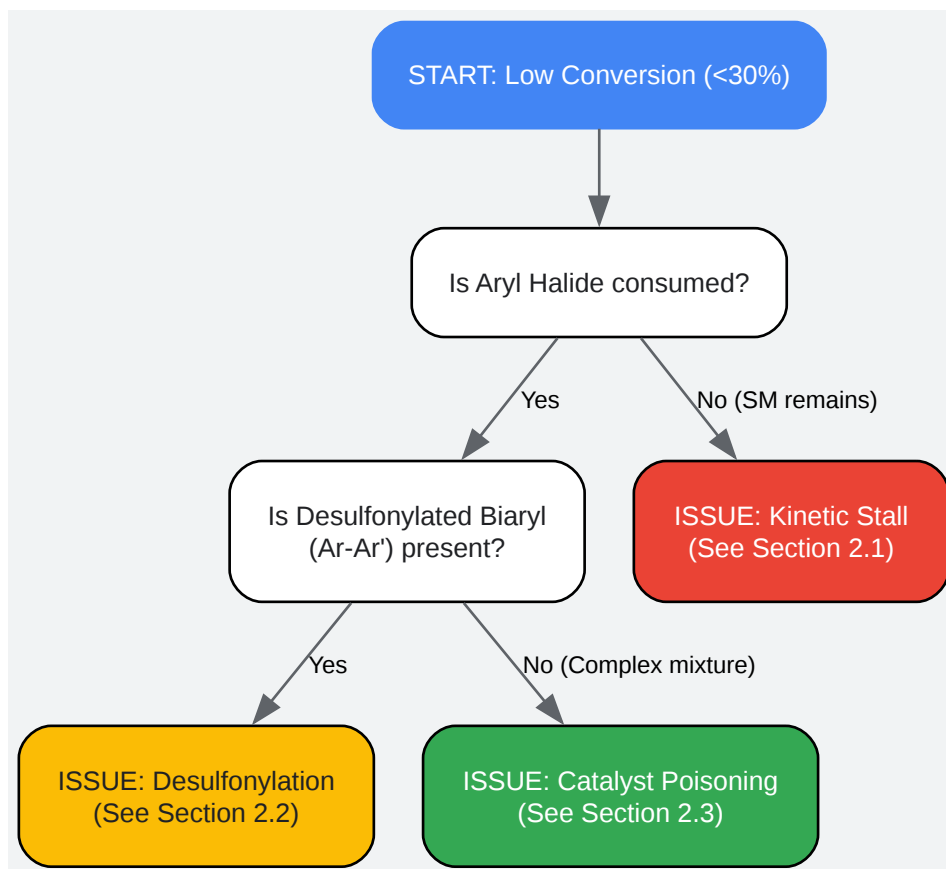 START: Low Conversion (<30%)
Is Aryl Halide consumed?
Yes
No (SM remains)
Is Desulfonylated Biaryl
(Ar-Ar') present?
ISSUE: Kinetic Stall
(See Section 2.1)
Yes
No (Complex mixture)
ISSUE: Desulfonylation
(See Section 2.2)
ISSUE: Catalyst Poisoning
(See Section 2.3)